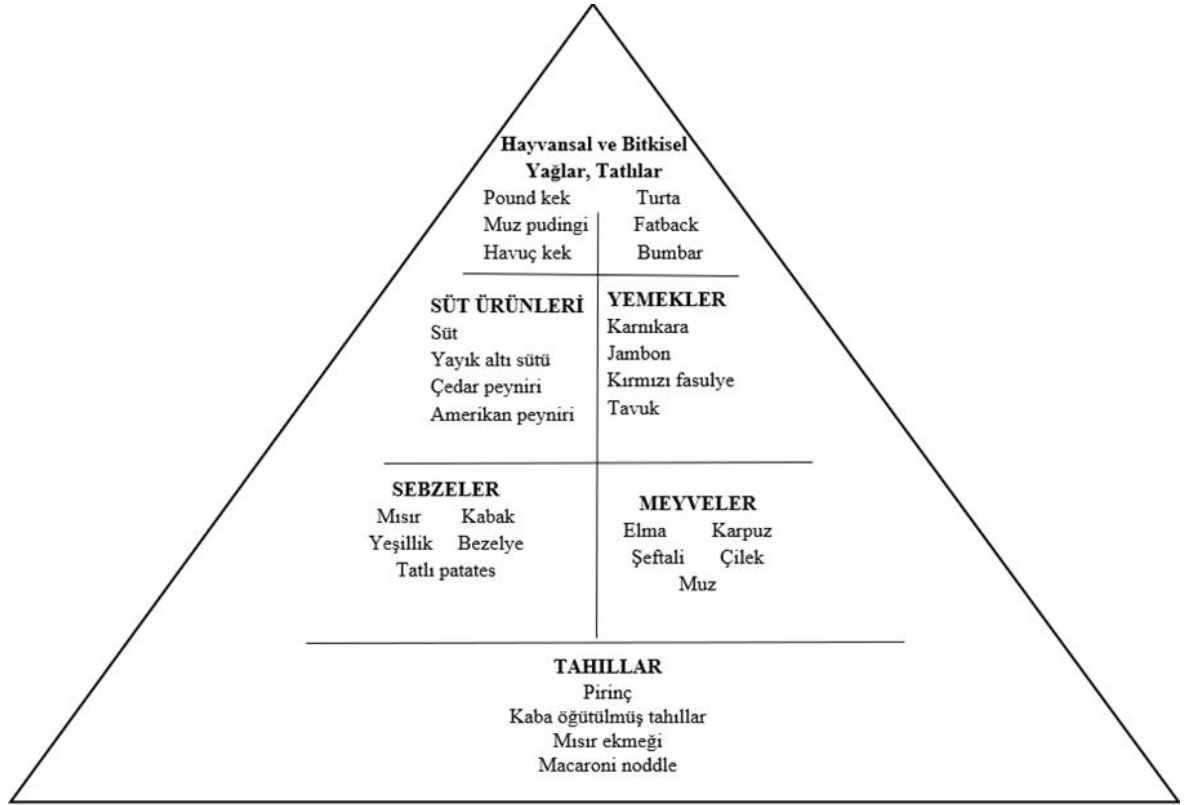 Hayvansal ve Bitkisel
Yağlar, Tatlılar
Pound kek Turta
Muz pudingi Fatback
Havuç kek Bumbar
SÜT ÜRÜNLERİ
Süt
Yayık altı sütü
Çedar peyniri
Amerikan peyniri
YEMEKLER
Karnıkara
Jambon
Kırmızı fasulye
Tavuk
SEBZELER
Mısır Kabak
Yeşillik Bezelye
Tatlı patates
MEYVELER
Elma Karpuz
Şeftali Çilek
Muz
TAHILLAR
Pirinç
Kaba öğütülmüş tahıllar
Mısır ekmeği
Macaroni noddle